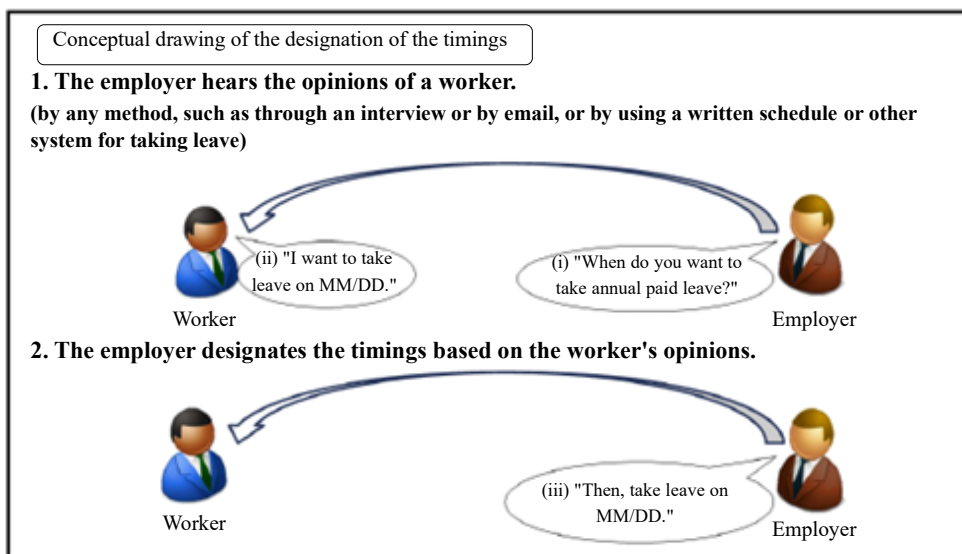 Conceptual drawing of the designation of the timings
1. The employer hears the opinions of a worker.
(by any method, such as through an interview or by email, or by using a written schedule or other
system for taking leave)
(ii) "I want to take
leave on MM/DD."
(i) "When do you want to
take annual paid leave?"
Worker
Employer
2. The employer designates the timings based on the worker's opinions.
(iii) "Then, take leave on
MM/DD."
Worker
Employer